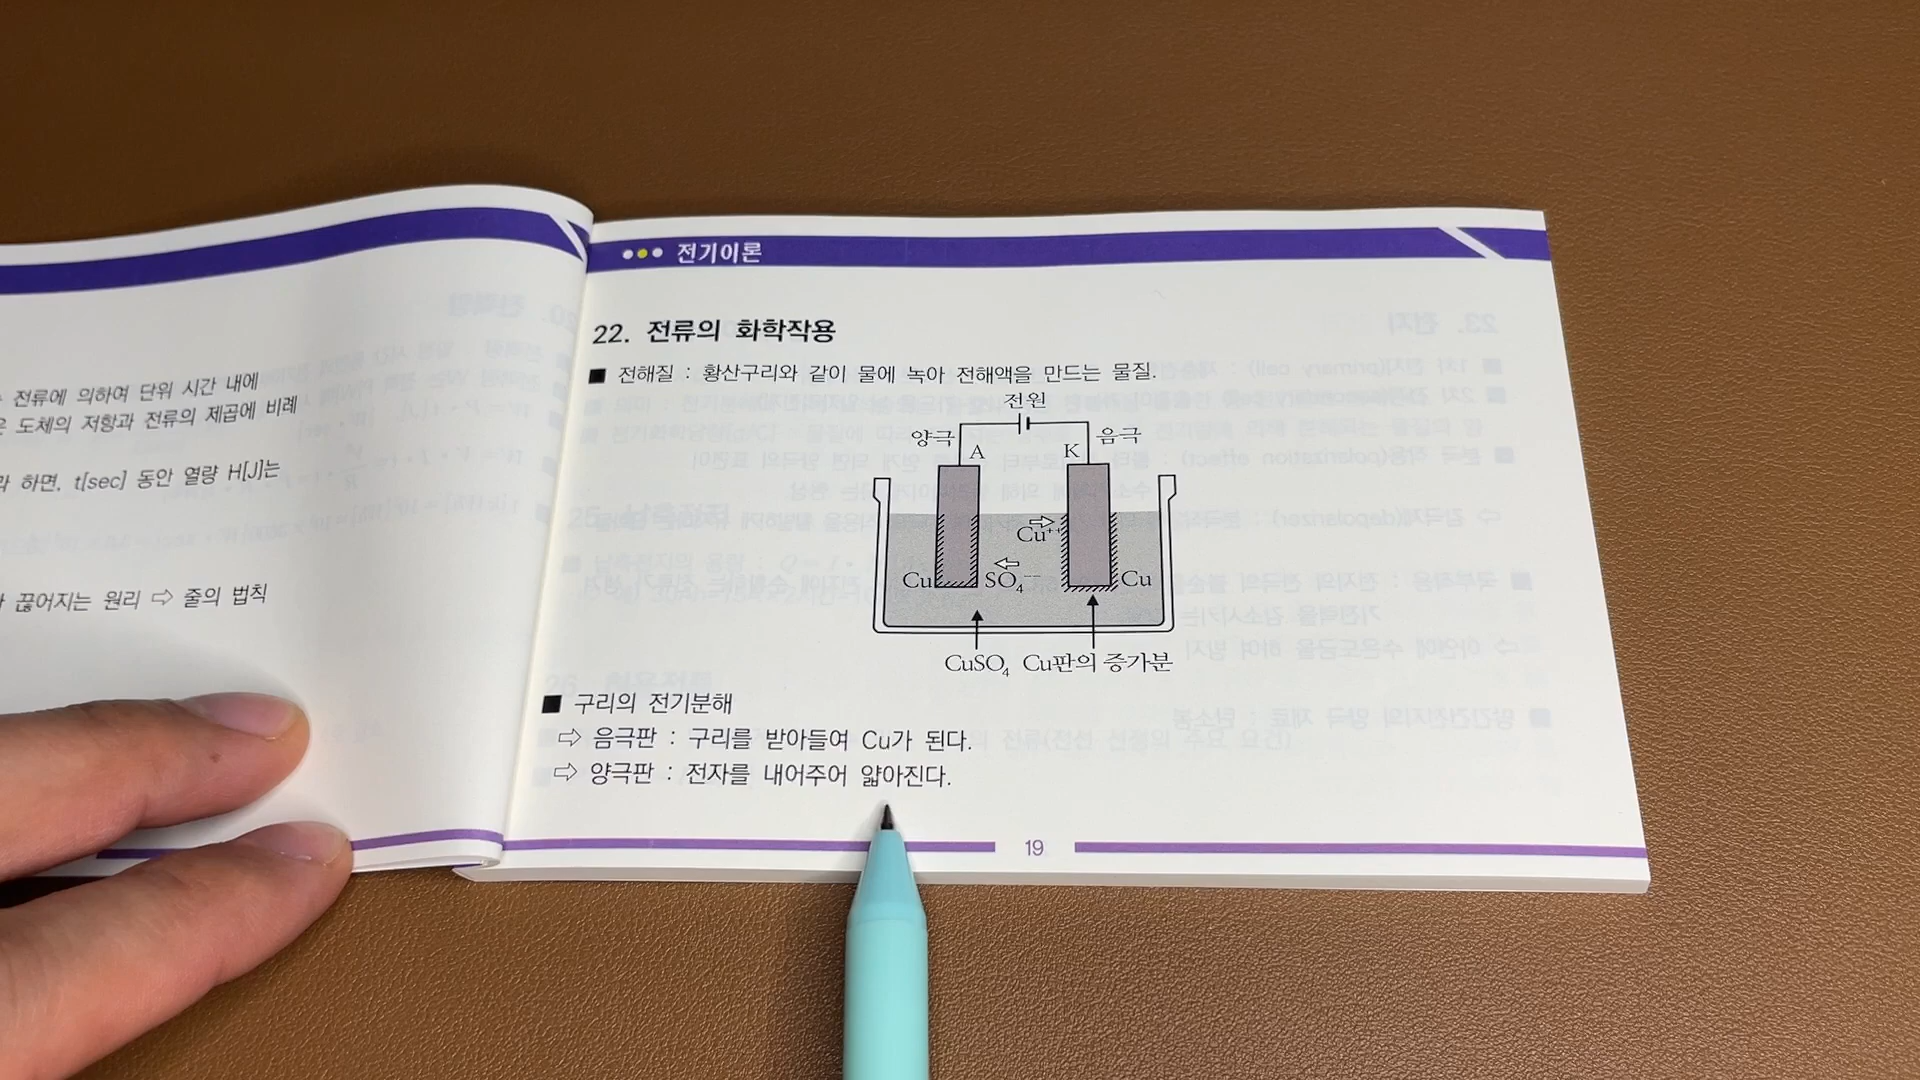 전류에 의하여 단위 시간 내에
도체의 저항과 전류의 제곱에 비례
하면, t[sec] 동안 열량 H[J]는
끊어지는 원리 ⇨ 줄의 법칙
전기이론
22. 전류의 화학작용
■ 전해질 : 황산구리와 같이 물에 녹아 전해액을 만드는 물질.
전원
양극 음극
A K
Cu⁺⁺
Cu SO₄⁻⁻ Cu
CuSO₄ Cu판의 증가분
■ 구리의 전기분해
⇨ 음극판 : 구리를 받아들여 Cu가 된다.
⇨ 양극판 : 전자를 내어주어 얇아진다.
19